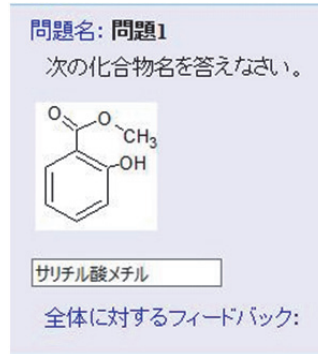 問題名: 問題1
次の化合物名を答えなさい。
O
O
CH3
OH
サリチル酸メチル
全体に対するフィードバック: